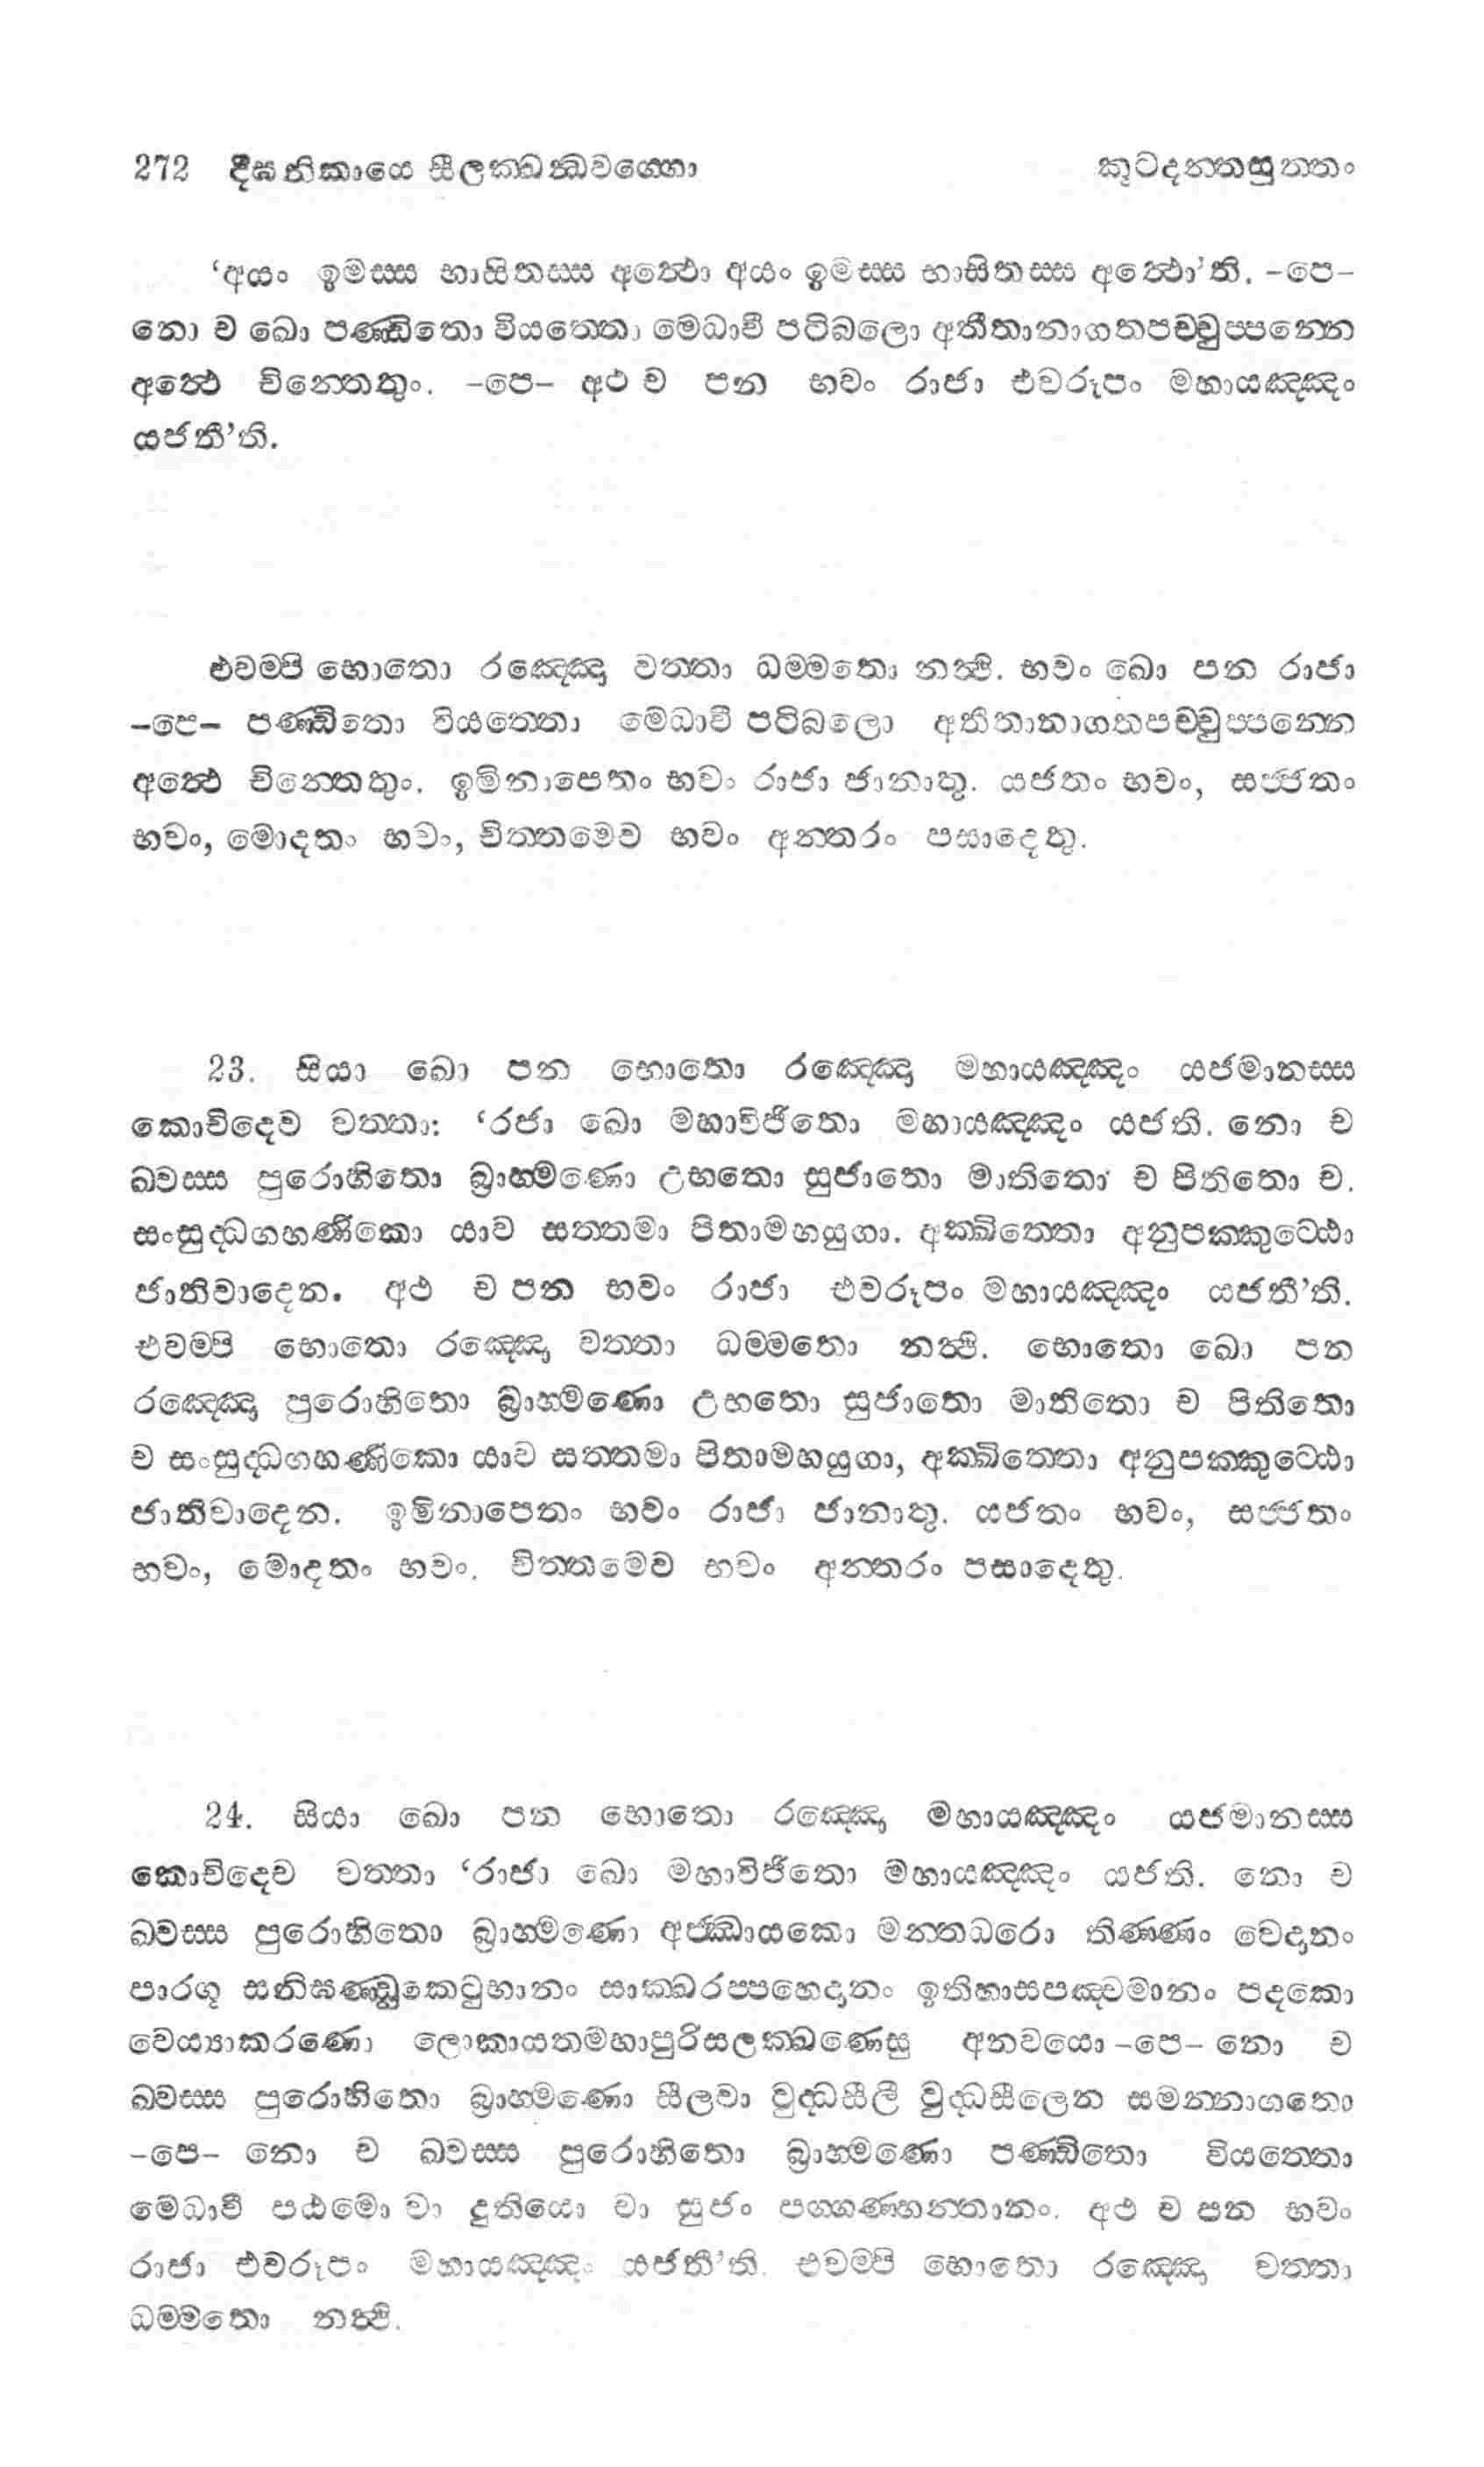 272 දීඝනිකායෙ සීලක්ඛන්ධවග්ගො
කූටදන්තසුත්තං
‘අයං ඉමස්ස භාසිතස්ස අත්ථො අයං ඉමස්ස භාසිතස්ස අත්ථො’ති. –පෙ–
නො ච ඛො පණ්ඩිතො වියත්තො මෙධාවී පටිබලො අතීතානාගතපච්චුප්පන්නෙ
අත්ථෙ චින්තෙතුං. –පෙ– අථ ච පන භවං රාජා එවරූපං මහායඤ්ඤං
යජතී’ති.
එවම්පි භොතො රඤ්ඤො වත්තා ධම්මතො නත්ථි. භවං ඛො පන රාජා
–පෙ– පණ්ඩිතො වියත්තො මෙධාවී පටිබලො අතිතානාගතපච්චුප්පන්නෙ
අත්ථෙ චින්තෙතුං. ඉමිනාපෙතං භවං රාජා ජානාතු. යජතං භවං, සජ්ජතං
භවං, මොදතං භවං, චිත්තමෙව භවං අන්තරං පසාදෙතු.
23. සියා ඛො පන භොතො රඤ්ඤො මහායඤ්ඤං යජමානස්ස
කොචිදෙව වත්තා: ‘රජා ඛො මහාවිජිතො මහායඤ්ඤං යජති. නො ච
ඛවස්ස පුරොහිතො බ්‍රාහ්මණො උභතො සුජාතො මාතිතො ච පිතිතො ච.
සංසුද්ධගහණිකො යාව සත්තමා පිතාමහයුගා. අක්ඛිත්තො අනුපක්කුට්ඨො
ජාතිවාදෙන. අථ ච පන භවං රාජා එවරූපං මහායඤ්ඤං යජතී’ති.
එවම්පි භොතො රඤ්ඤො වත්තා ධම්මතො නත්ථි. භොතො ඛො පන
රඤ්ඤො පුරොහිතො බ්‍රාහ්මණො උභතො සුජාතො මාතිතො ච පිතිතො
ච සංසුද්ධගහණිකො යාව සත්තමා පිතාමහයුගා, අක්ඛිත්තො අනුපක්කුට්ඨො
ජාතිවාදෙන. ඉමිනාපෙතං භවං රාජා ජානාතු. යජතං භවං, සජ්ජතං
භවං, මොදතං භවං. චිත්තමෙව භවං අන්තරං පසාදෙතු.
24. සියා ඛො පන භොතො රඤ්ඤො මහායඤ්ඤං යජමානස්ස
කොචිදෙව වත්තා ‘රාජා ඛො මහාවිජිතො මහායඤ්ඤං යජති. නො ච
ඛවස්ස පුරොහිතො බ්‍රාහ්මණො අජ්ඣායකො මන්තධරො තිණ්ණං වෙදානං
පාරගූ සනිඝණ්ඩුකෙටුභානං සාක්ඛරප්පභෙදානං ඉතිහාසපඤ්චමානං පදකො
වෙය්‍යාකරණො ලොකායතමහාපුරිසලක්ඛණෙසු අනවයො –පෙ– නො ච
ඛවස්ස පුරොහිතො බ්‍රාහ්මණො සීලවා වුද්ධසීලී වුද්ධසීලෙන සමන්නාගතො
–පෙ– නො ච ඛවස්ස පුරොහිතො බ්‍රාහ්මණො පණ්ඩිතො වියත්තො
මෙධාවී පඨමො වා දුතියො වා සුජං පග්ගණ්හන්තානං. අථ ච පන භවං
රාජා එවරූපං මහායඤ්ඤං යජතී’ති. එවම්පි භොතො රඤ්ඤො වත්තා
ධම්මතො නත්ථි.